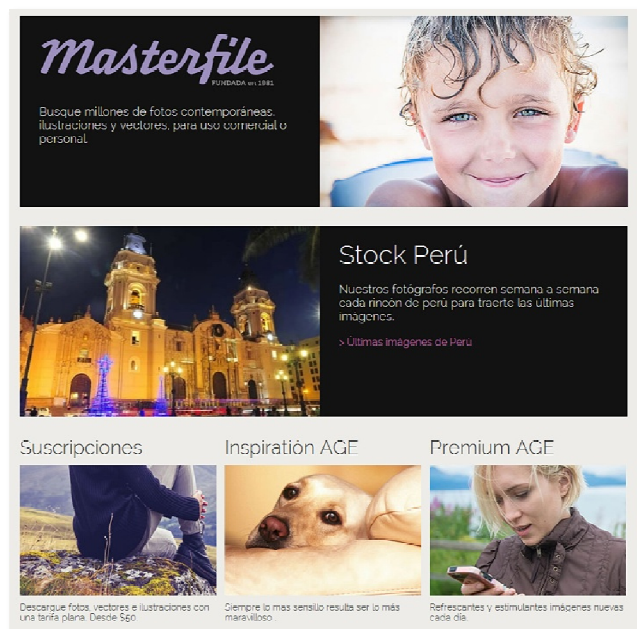 Masterfile
FUNDADA en 1981
Busque millones de fotos contemporáneas,
ilustraciones y vectores, para uso comercial o
personal.
Stock Perú
Nuestros fotógrafos recorren semana a semana
cada rincón de perú para traerte las últimas
imágenes.
> Últimas imágenes de Perú
Suscripciones
Inspiratión AGE
Premium AGE
Descargue fotos, vectores e ilustraciones con
una tarifa plana. Desde $50
Siempre lo mas sensillo resulta ser lo más
maravilloso.
Refrescantes y estimulantes imágenes nuevas
cada día.